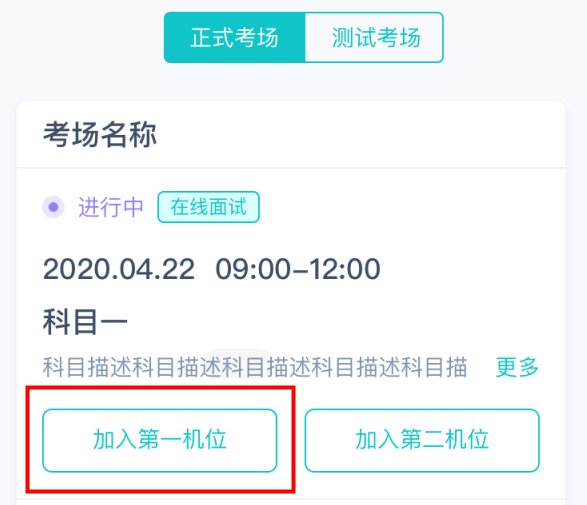 正式考场 测试考场
考场名称
进行中 在线面试
2020.04.22 09:00-12:00
科目一
科目描述科目描述科目描述科目描述科目描 更多
加入第一机位 加入第二机位